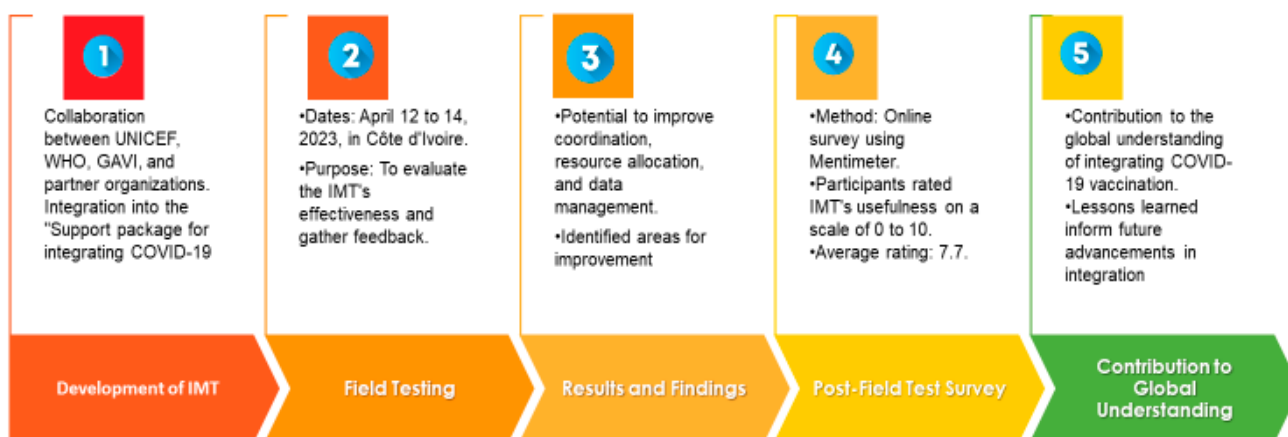 1
Collaboration
between UNICEF,
WHO, GAVI, and
partner organizations.
Integration into the
"Support package for
integrating COVID-19
Development of IMT
2
•Dates: April 12 to 14,
2023, in Côte d'Ivoire.
•Purpose: To evaluate
the IMT's
effectiveness and
gather feedback.
Field Testing
3
•Potential to improve
coordination,
resource allocation,
and data
management.
•Identified areas for
improvement
Results and Findings
4
•Method: Online
survey using
Mentimeter.
•Participants rated
IMT's usefulness on a
scale of 0 to 10.
•Average rating: 7.7.
Post-Field Test Survey
5
•Contribution to the
global understanding
of integrating COVID-
19 vaccination.
•Lessons learned
inform future
advancements in
integration
Contribution to
Global
Understanding